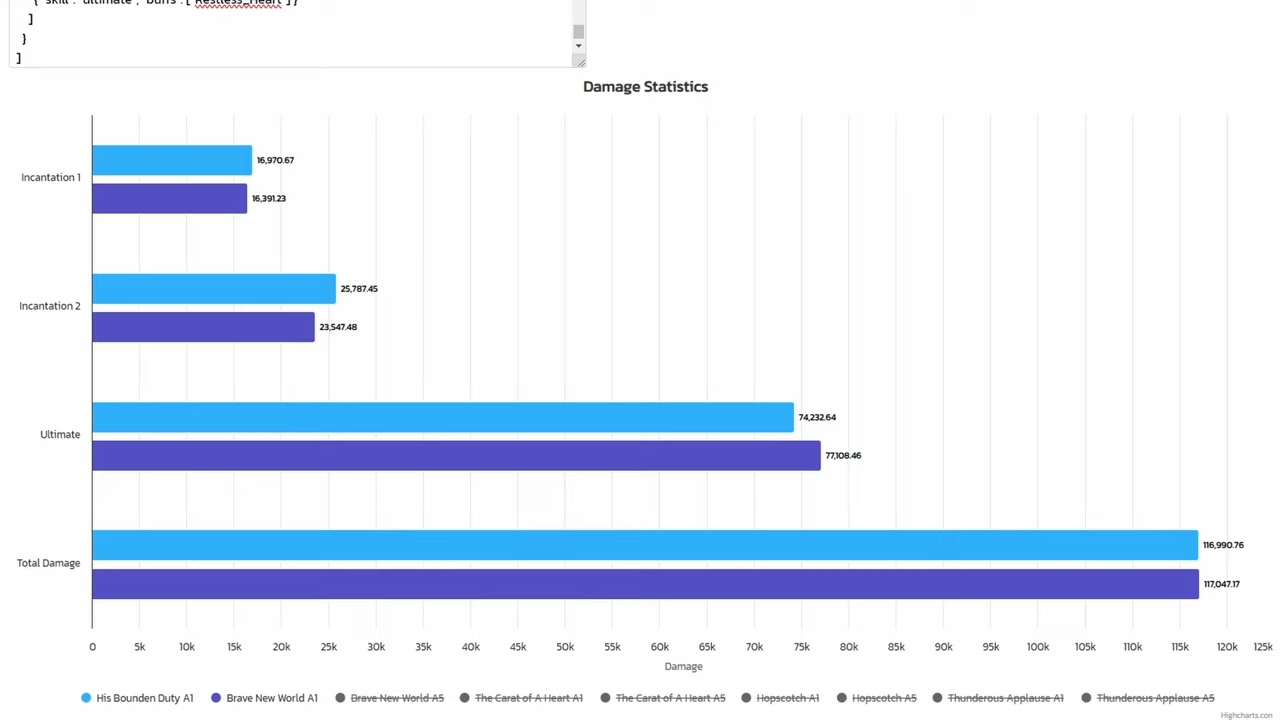 { "skill": "ultimate", "buffs":["Restless_Heart"]}
]
}
]
Damage Statistics
Incantation 1
16,970.67
16,391.23
Incantation 2
25,787.45
23,547.48
Ultimate
74,232.64
77,108.46
Total Damage
116,990.76
117,047.17
0 5k 10k 15k 20k 25k 30k 35k 40k 45k 50k 55k 60k 65k 70k 75k 80k 85k 90k 95k 100k 105k 110k 115k 120k 125k
Damage
His Bounden Duty A1 Brave New World A1 Brave New World A5 The Carat of A Heart A1 The Carat of A Heart A5 Hopscotch A1 Hopscotch A5 Thunderous Applause A1 Thunderous Applause A5
Highcharts.com